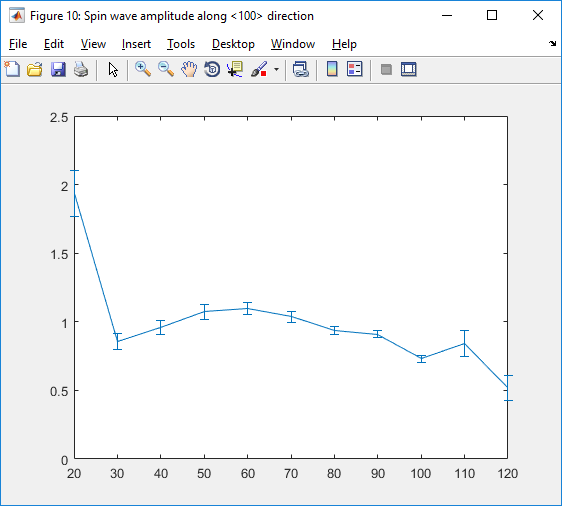 Figure 10: Spin wave amplitude along <100> direction
File Edit View Insert Tools Desktop Window Help
2.5
2
1.5
1
0.5
0
20 30 40 50 60 70 80 90 100 110 120